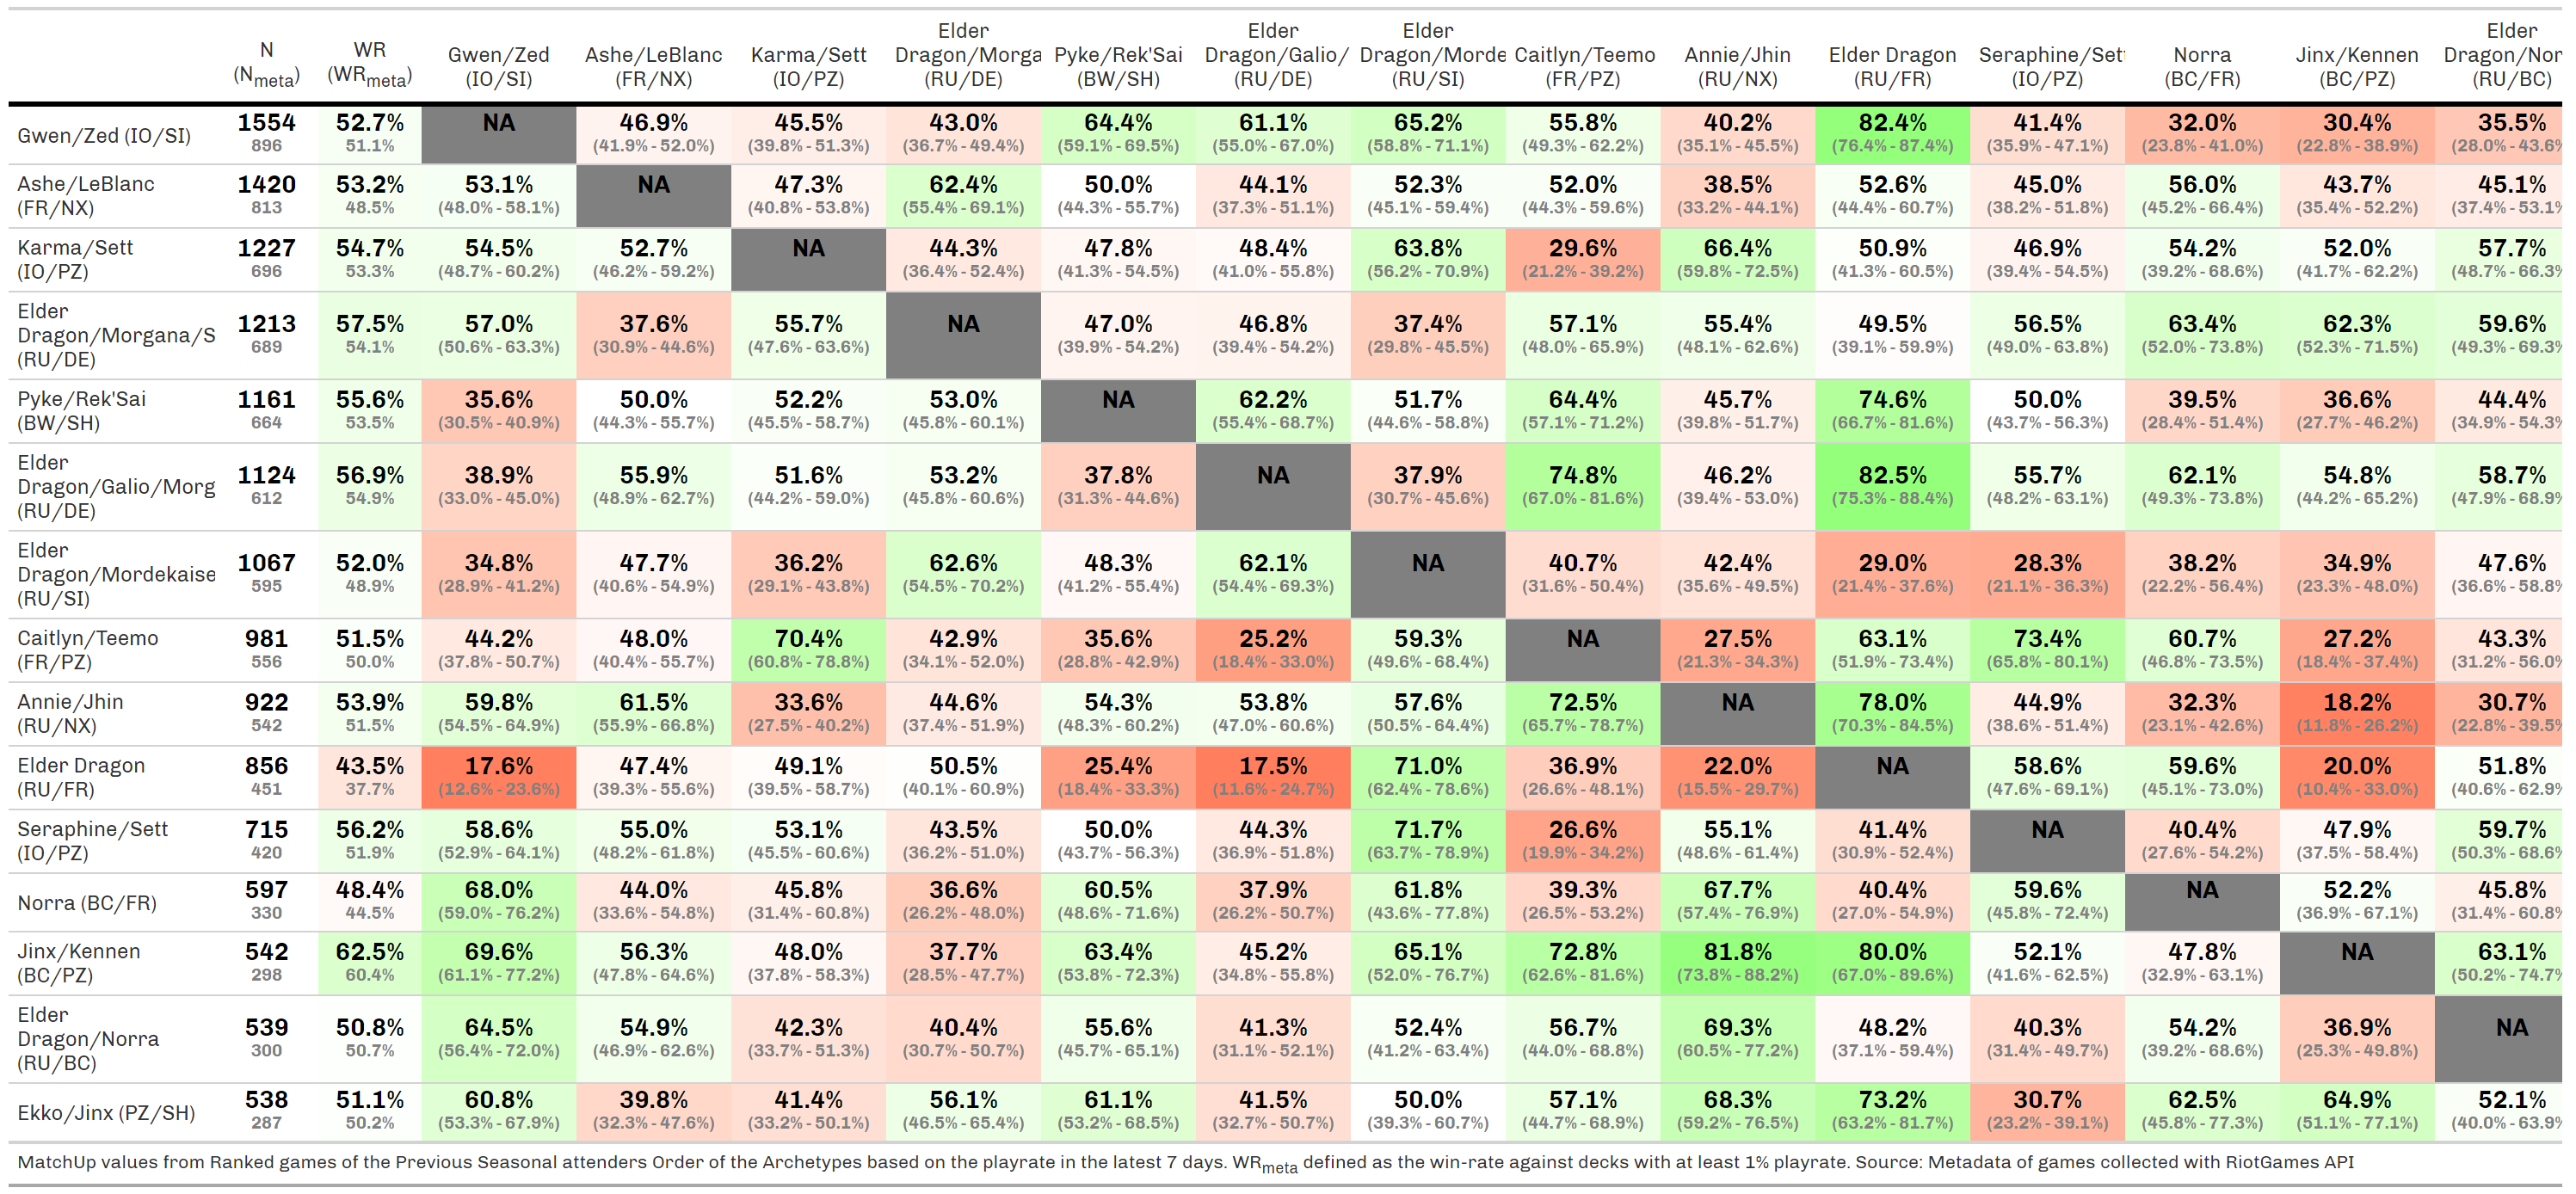 N (N_meta) WR (WR_meta) Gwen/Zed (IO/SI) Ashe/LeBlanc (FR/NX) Karma/Sett (IO/PZ) Elder Dragon/Morga (RU/DE) Pyke/Rek'Sai (BW/SH) Elder Dragon/Galio/ (RU/DE) Elder Dragon/Morde (RU/SI) Caitlyn/Teemo (FR/PZ) Annie/Jhin (RU/NX) Elder Dragon (RU/FR) Seraphine/Sett (IO/PZ) Norra (BC/FR) Jinx/Kennen (BC/PZ) Elder Dragon/Nor (RU/BC)
Gwen/Zed (IO/SI) 1554 52.7% NA 46.9% 45.5% 43.0% 64.4% 61.1% 65.2% 55.8% 40.2% 82.4% 41.4% 32.0% 30.4% 35.5%
896 51.1% (41.9% - 52.0%) (39.8% - 51.3%) (36.7% - 49.4%) (59.1% - 69.5%) (55.0% - 67.0%) (58.8% - 71.1%) (49.3% - 62.2%) (35.1% - 45.5%) (76.4% - 87.4%) (35.9% - 47.1%) (23.8% - 41.0%) (22.8% - 38.9%) (28.0% - 43.6%
Ashe/LeBlanc (FR/NX) 1420 53.2% 53.1% NA 47.3% 62.4% 50.0% 44.1% 52.3% 52.0% 38.5% 52.6% 45.0% 56.0% 43.7% 45.1%
813 48.5% (48.0% - 58.1%) (40.8% - 53.8%) (55.4% - 69.1%) (44.3% - 55.7%) (37.3% - 51.1%) (45.1% - 59.4%) (44.3% - 59.6%) (33.2% - 44.1%) (44.4% - 60.7%) (38.2% - 51.8%) (45.2% - 66.4%) (35.4% - 52.2%) (37.4% - 53.1%
Karma/Sett (IO/PZ) 1227 54.7% 54.5% 52.7% NA 44.3% 47.8% 48.4% 63.8% 29.6% 66.4% 50.9% 46.9% 54.2% 52.0% 57.7%
696 53.3% (48.7% - 60.2%) (46.2% - 59.2%) (36.4% - 52.4%) (41.3% - 54.5%) (41.0% - 55.8%) (56.2% - 70.9%) (21.2% - 39.2%) (59.8% - 72.5%) (41.3% - 60.5%) (39.4% - 54.5%) (39.2% - 68.6%) (41.7% - 62.2%) (48.7% - 66.3%
Elder Dragon/Morgana/S (RU/DE) 1213 57.5% 57.0% 37.6% 55.7% NA 47.0% 46.8% 37.4% 57.1% 55.4% 49.5% 56.5% 63.4% 62.3% 59.6%
689 54.1% (50.6% - 63.3%) (30.9% - 44.6%) (47.6% - 63.6%) (39.9% - 54.2%) (39.4% - 54.2%) (29.8% - 45.5%) (48.0% - 65.9%) (48.1% - 62.6%) (39.1% - 59.9%) (49.0% - 63.8%) (52.0% - 73.8%) (52.3% - 71.5%) (49.3% - 69.3%
Pyke/Rek'Sai (BW/SH) 1161 55.6% 35.6% 50.0% 52.2% 53.0% NA 62.2% 51.7% 64.4% 45.7% 74.6% 50.0% 39.5% 36.6% 44.4%
664 53.5% (30.5% - 40.9%) (44.3% - 55.7%) (45.5% - 58.7%) (45.8% - 60.1%) (55.4% - 68.7%) (44.6% - 58.8%) (57.1% - 71.2%) (39.8% - 51.7%) (66.7% - 81.6%) (43.7% - 56.3%) (28.4% - 51.4%) (27.7% - 46.2%) (34.9% - 54.3%
Elder Dragon/Galio/Morg (RU/DE) 1124 56.9% 38.9% 55.9% 51.6% 53.2% 37.8% NA 37.9% 74.8% 46.2% 82.5% 55.7% 62.1% 54.8% 58.7%
612 54.9% (33.0% - 45.0%) (48.9% - 62.7%) (44.2% - 59.0%) (45.8% - 60.6%) (31.3% - 44.6%) (30.7% - 45.6%) (67.0% - 81.6%) (39.4% - 53.0%) (75.3% - 88.4%) (48.2% - 63.1%) (49.3% - 73.8%) (44.2% - 65.2%) (47.9% - 68.9%
Elder Dragon/Mordekaise (RU/SI) 1067 52.0% 34.8% 47.7% 36.2% 62.6% 48.3% 62.1% NA 40.7% 42.4% 29.0% 28.3% 38.2% 34.9% 47.6%
595 48.9% (28.9% - 41.2%) (40.6% - 54.9%) (29.1% - 43.8%) (54.5% - 70.2%) (41.2% - 55.4%) (54.4% - 69.3%) (31.6% - 50.4%) (35.6% - 49.5%) (21.4% - 37.6%) (21.1% - 36.3%) (22.2% - 56.4%) (23.3% - 48.0%) (36.6% - 58.8%
Caitlyn/Teemo (FR/PZ) 981 51.5% 44.2% 48.0% 70.4% 42.9% 35.6% 25.2% 59.3% NA 27.5% 63.1% 73.4% 60.7% 27.2% 43.3%
556 50.0% (37.8% - 50.7%) (40.4% - 55.7%) (60.8% - 78.8%) (34.1% - 52.0%) (28.8% - 42.9%) (18.4% - 33.0%) (49.6% - 68.4%) (21.3% - 34.3%) (51.9% - 73.4%) (65.8% - 80.1%) (46.8% - 73.5%) (18.4% - 37.4%) (31.2% - 56.0%
Annie/Jhin (RU/NX) 922 53.9% 59.8% 61.5% 33.6% 44.6% 54.3% 53.8% 57.6% 72.5% NA 78.0% 44.9% 32.3% 18.2% 30.7%
542 51.5% (54.5% - 64.9%) (55.9% - 66.8%) (27.5% - 40.2%) (37.4% - 51.9%) (48.3% - 60.2%) (47.0% - 60.6%) (50.5% - 64.4%) (65.7% - 78.7%) (70.3% - 84.5%) (38.6% - 51.4%) (23.1% - 42.6%) (11.8% - 26.2%) (22.8% - 39.5%
Elder Dragon (RU/FR) 856 43.5% 17.6% 47.4% 49.1% 50.5% 25.4% 17.5% 71.0% 36.9% 22.0% NA 58.6% 59.6% 20.0% 51.8%
451 37.7% (12.6% - 23.6%) (39.3% - 55.6%) (39.5% - 58.7%) (40.1% - 60.9%) (18.4% - 33.3%) (11.6% - 24.7%) (62.4% - 78.6%) (26.6% - 48.1%) (15.5% - 29.7%) (47.6% - 69.1%) (45.1% - 73.0%) (10.4% - 33.0%) (40.6% - 62.9%
Seraphine/Sett (IO/PZ) 715 56.2% 58.6% 55.0% 53.1% 43.5% 50.0% 44.3% 71.7% 26.6% 55.1% 41.4% NA 40.4% 47.9% 59.7%
420 51.9% (52.9% - 64.1%) (48.2% - 61.8%) (45.5% - 60.6%) (36.2% - 51.0%) (43.7% - 56.3%) (36.9% - 51.8%) (63.7% - 78.9%) (19.9% - 34.2%) (48.6% - 61.4%) (30.9% - 52.4%) (27.6% - 54.2%) (37.5% - 58.4%) (50.3% - 68.6%
Norra (BC/FR) 597 48.4% 68.0% 44.0% 45.8% 36.6% 60.5% 37.9% 61.8% 39.3% 67.7% 40.4% 59.6% NA 52.2% 45.8%
330 44.5% (59.0% - 76.2%) (33.6% - 54.8%) (31.4% - 60.8%) (26.2% - 48.0%) (48.6% - 71.6%) (26.2% - 50.7%) (43.6% - 77.8%) (26.5% - 53.2%) (57.4% - 76.9%) (27.0% - 54.9%) (45.8% - 72.4%) (36.9% - 67.1%) (31.4% - 60.8%
Jinx/Kennen (BC/PZ) 542 62.5% 69.6% 56.3% 48.0% 37.7% 63.4% 45.2% 65.1% 72.8% 81.8% 80.0% 52.1% 47.8% NA 63.1%
298 60.4% (61.1% - 77.2%) (47.8% - 64.6%) (37.8% - 58.3%) (28.5% - 47.7%) (53.8% - 72.3%) (34.8% - 55.8%) (52.0% - 76.7%) (62.6% - 81.6%) (73.8% - 88.2%) (67.0% - 89.6%) (41.6% - 62.5%) (32.9% - 63.1%) (50.2% - 74.7%
Elder Dragon/Norra (RU/BC) 539 50.8% 64.5% 54.9% 42.3% 40.4% 55.6% 41.3% 52.4% 56.7% 69.3% 48.2% 40.3% 54.2% 36.9% NA
300 50.7% (56.4% - 72.0%) (46.9% - 62.6%) (33.7% - 51.3%) (30.7% - 50.7%) (45.7% - 65.1%) (31.1% - 52.1%) (41.2% - 63.4%) (44.0% - 68.8%) (60.5% - 77.2%) (37.1% - 59.4%) (31.4% - 49.7%) (39.2% - 68.6%) (25.3% - 49.8%)
Ekko/Jinx (PZ/SH) 538 51.1% 60.8% 39.8% 41.4% 56.1% 61.1% 41.5% 50.0% 57.1% 68.3% 73.2% 30.7% 62.5% 64.9% 52.1%
287 50.2% (53.3% - 67.9%) (32.3% - 47.6%) (33.2% - 50.1%) (46.5% - 65.4%) (53.2% - 68.5%) (32.7% - 50.7%) (39.3% - 60.7%) (44.7% - 68.9%) (59.2% - 76.5%) (63.2% - 81.7%) (23.2% - 39.1%) (45.8% - 77.3%) (51.1% - 77.1%) (40.0% - 63.9%
MatchUp values from Ranked games of the Previous Seasonal attenders Order of the Archetypes based on the playrate in the latest 7 days. WR_meta defined as the win-rate against decks with at least 1% playrate. Source: Metadata of games collected with RiotGames API